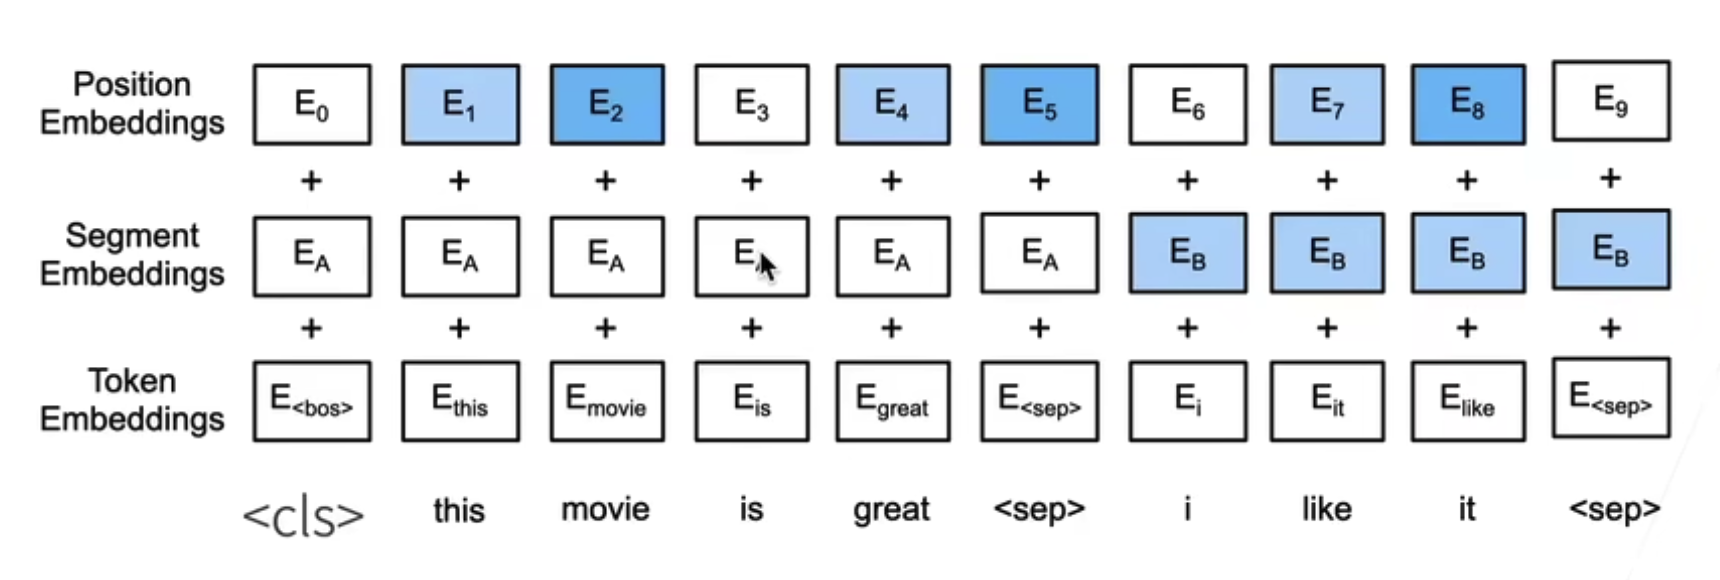 Position
Embeddings
E0 E1 E2 E3 E4 E5 E6 E7 E8 E9
+ + + + + + + + + +
Segment
Embeddings
EA EA EA E EA EA EB EB EB EB
+ + + + + + + + + +
Token
Embeddings
E<bos> Ethis Emovie Eis Egreat E<sep> Ei Eit Elike E<sep>
<cls> this movie is great <sep> i like it <sep>